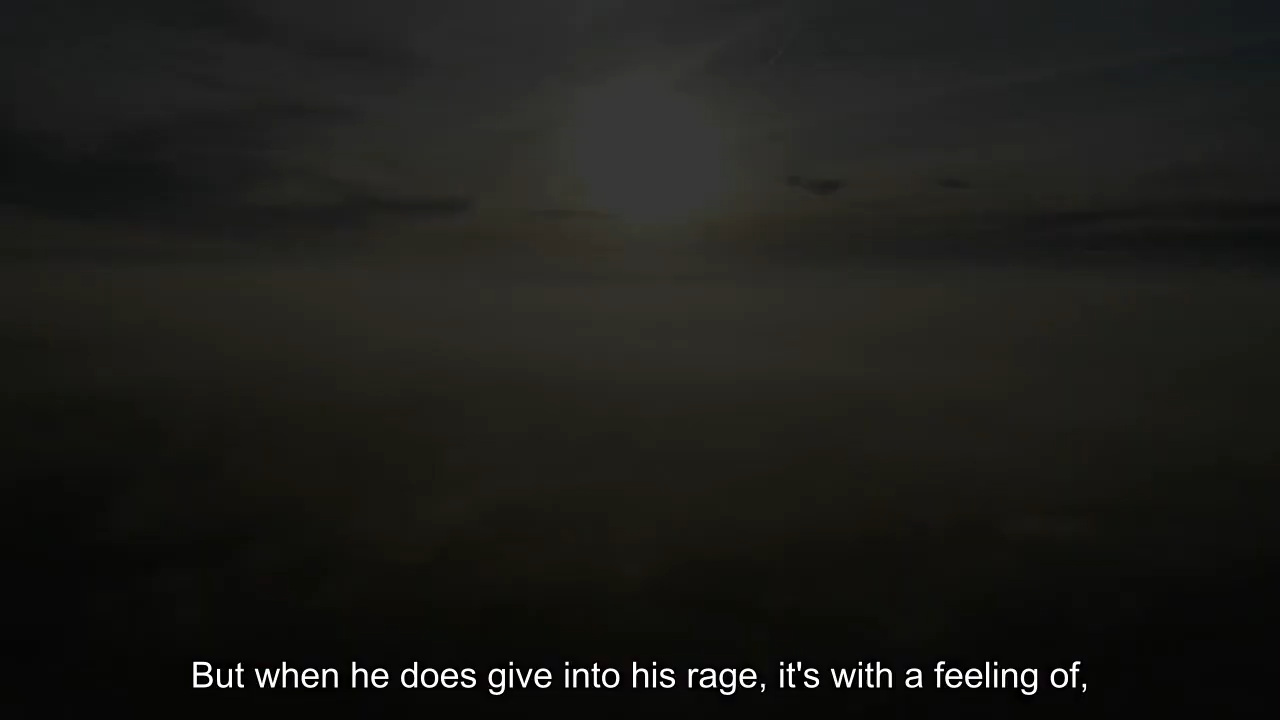 But when he does give into his rage, it's with a feeling of,